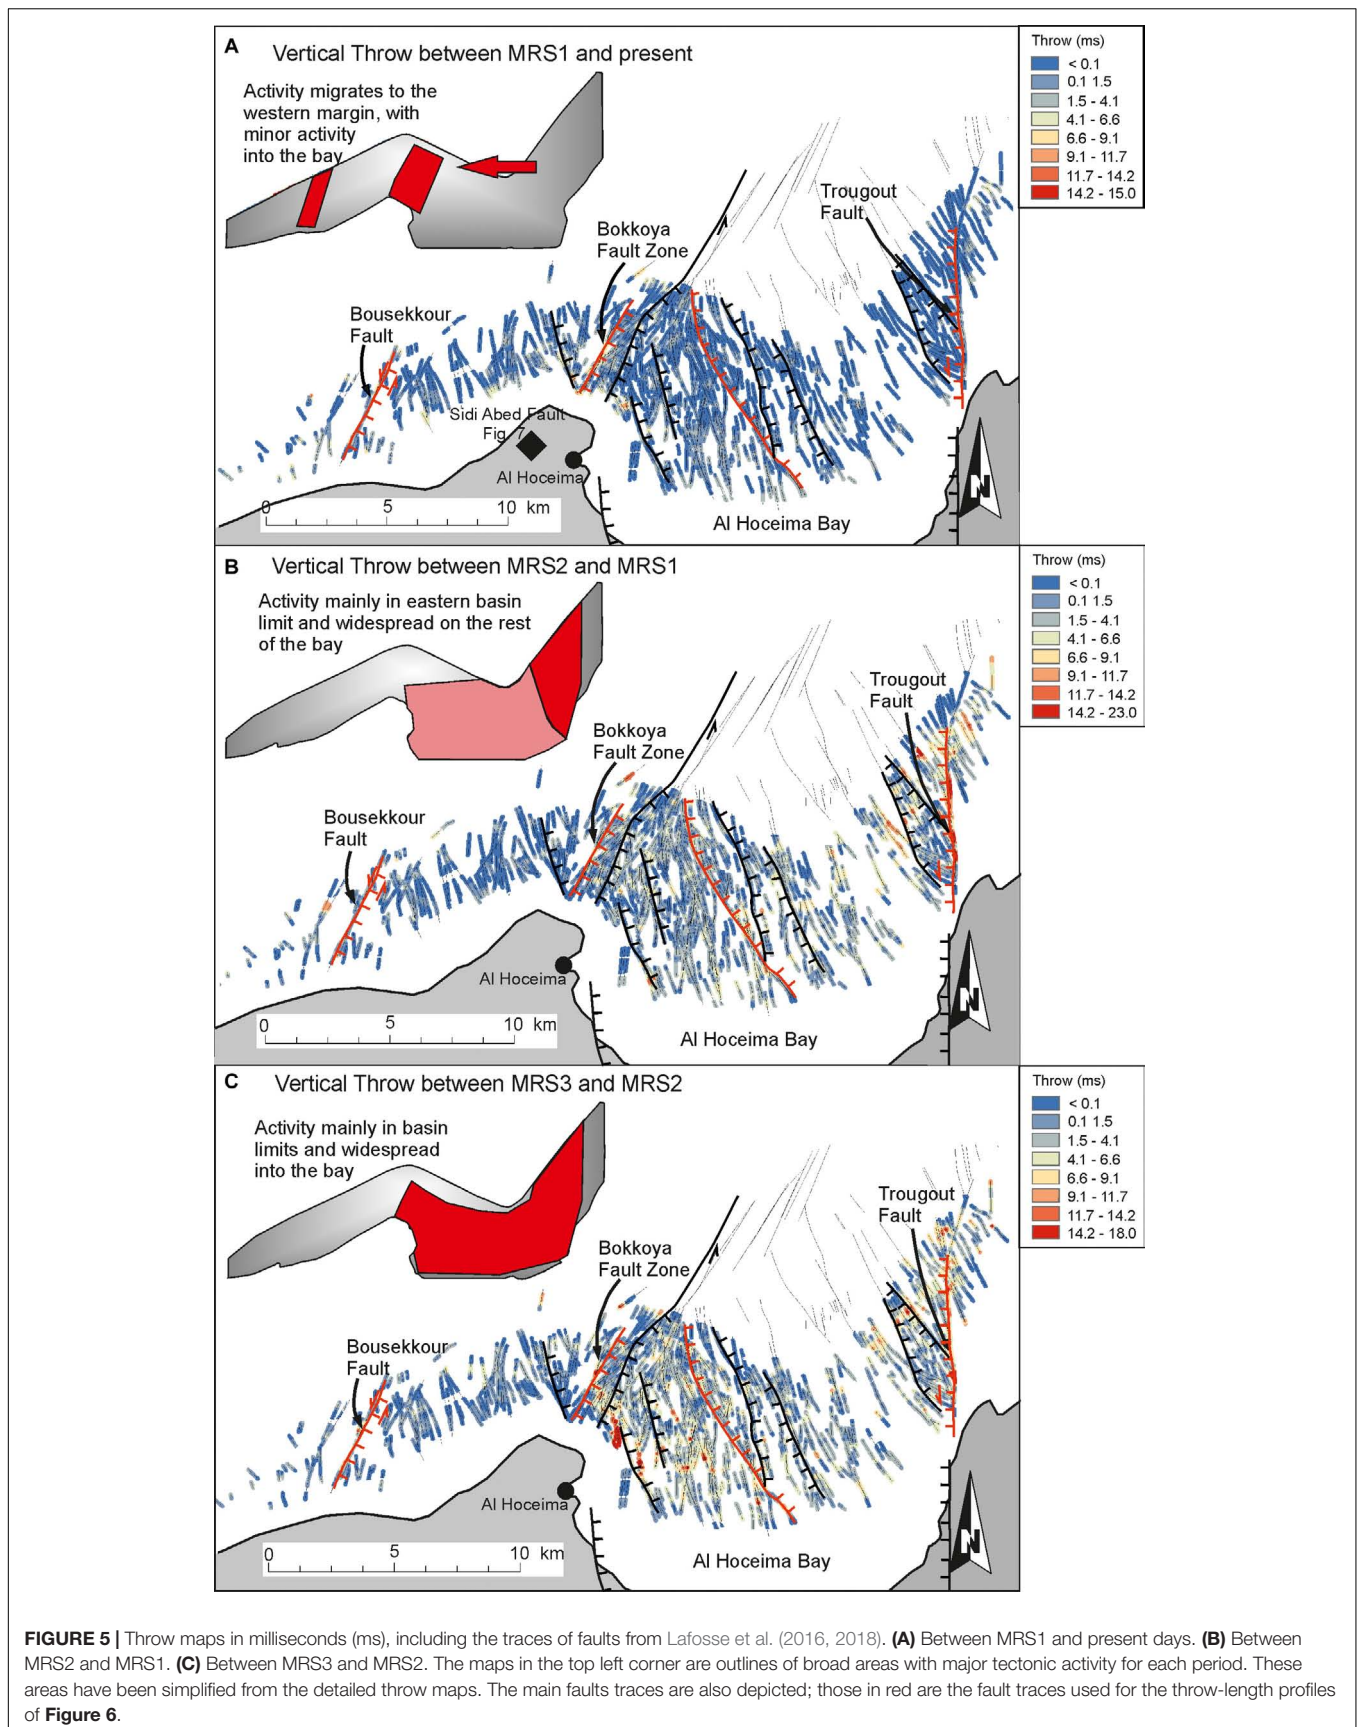 A
Vertical Throw between MRS1 and present
Activity migrates to the
western margin, with
minor activity
into the bay
Throw (ms)
< 0.1
0.1 1.5
1.5 - 4.1
4.1 - 6.6
6.6 - 9.1
9.1 - 11.7
11.7 - 14.2
14.2 - 15.0
Trougout
Fault
Bokkoya
Fault Zone
Bousekkour
Fault
Sidi Abed Fault
Fig. 7
Al Hoceima
0 5 10 km
Al Hoceima Bay
N
B
Vertical Throw between MRS2 and MRS1
Activity mainly in eastern basin
limit and widespread on the rest
of the bay
Throw (ms)
< 0.1
0.1 1.5
1.5 - 4.1
4.1 - 6.6
6.6 - 9.1
9.1 - 11.7
11.7 - 14.2
14.2 - 23.0
Trougout
Fault
Bokkoya
Fault Zone
Bousekkour
Fault
Al Hoceima
0 5 10 km
Al Hoceima Bay
N
C
Vertical Throw between MRS3 and MRS2
Activity mainly in basin
limits and widespread
into the bay
Throw (ms)
< 0.1
0.1 1.5
1.5 - 4.1
4.1 - 6.6
6.6 - 9.1
9.1 - 11.7
11.7 - 14.2
14.2 - 18.0
Trougout
Fault
Bokkoya
Fault Zone
Bousekkour
Fault
Al Hoceima
0 5 10 km
Al Hoceima Bay
N
FIGURE 5 | Throw maps in milliseconds (ms), including the traces of faults from Lafosse et al. (2016, 2018). (A) Between MRS1 and present days. (B) Between
MRS2 and MRS1. (C) Between MRS3 and MRS2. The maps in the top left corner are outlines of broad areas with major tectonic activity for each period. These
areas have been simplified from the detailed throw maps. The main faults traces are also depicted; those in red are the fault traces used for the throw-length profiles
of Figure 6.